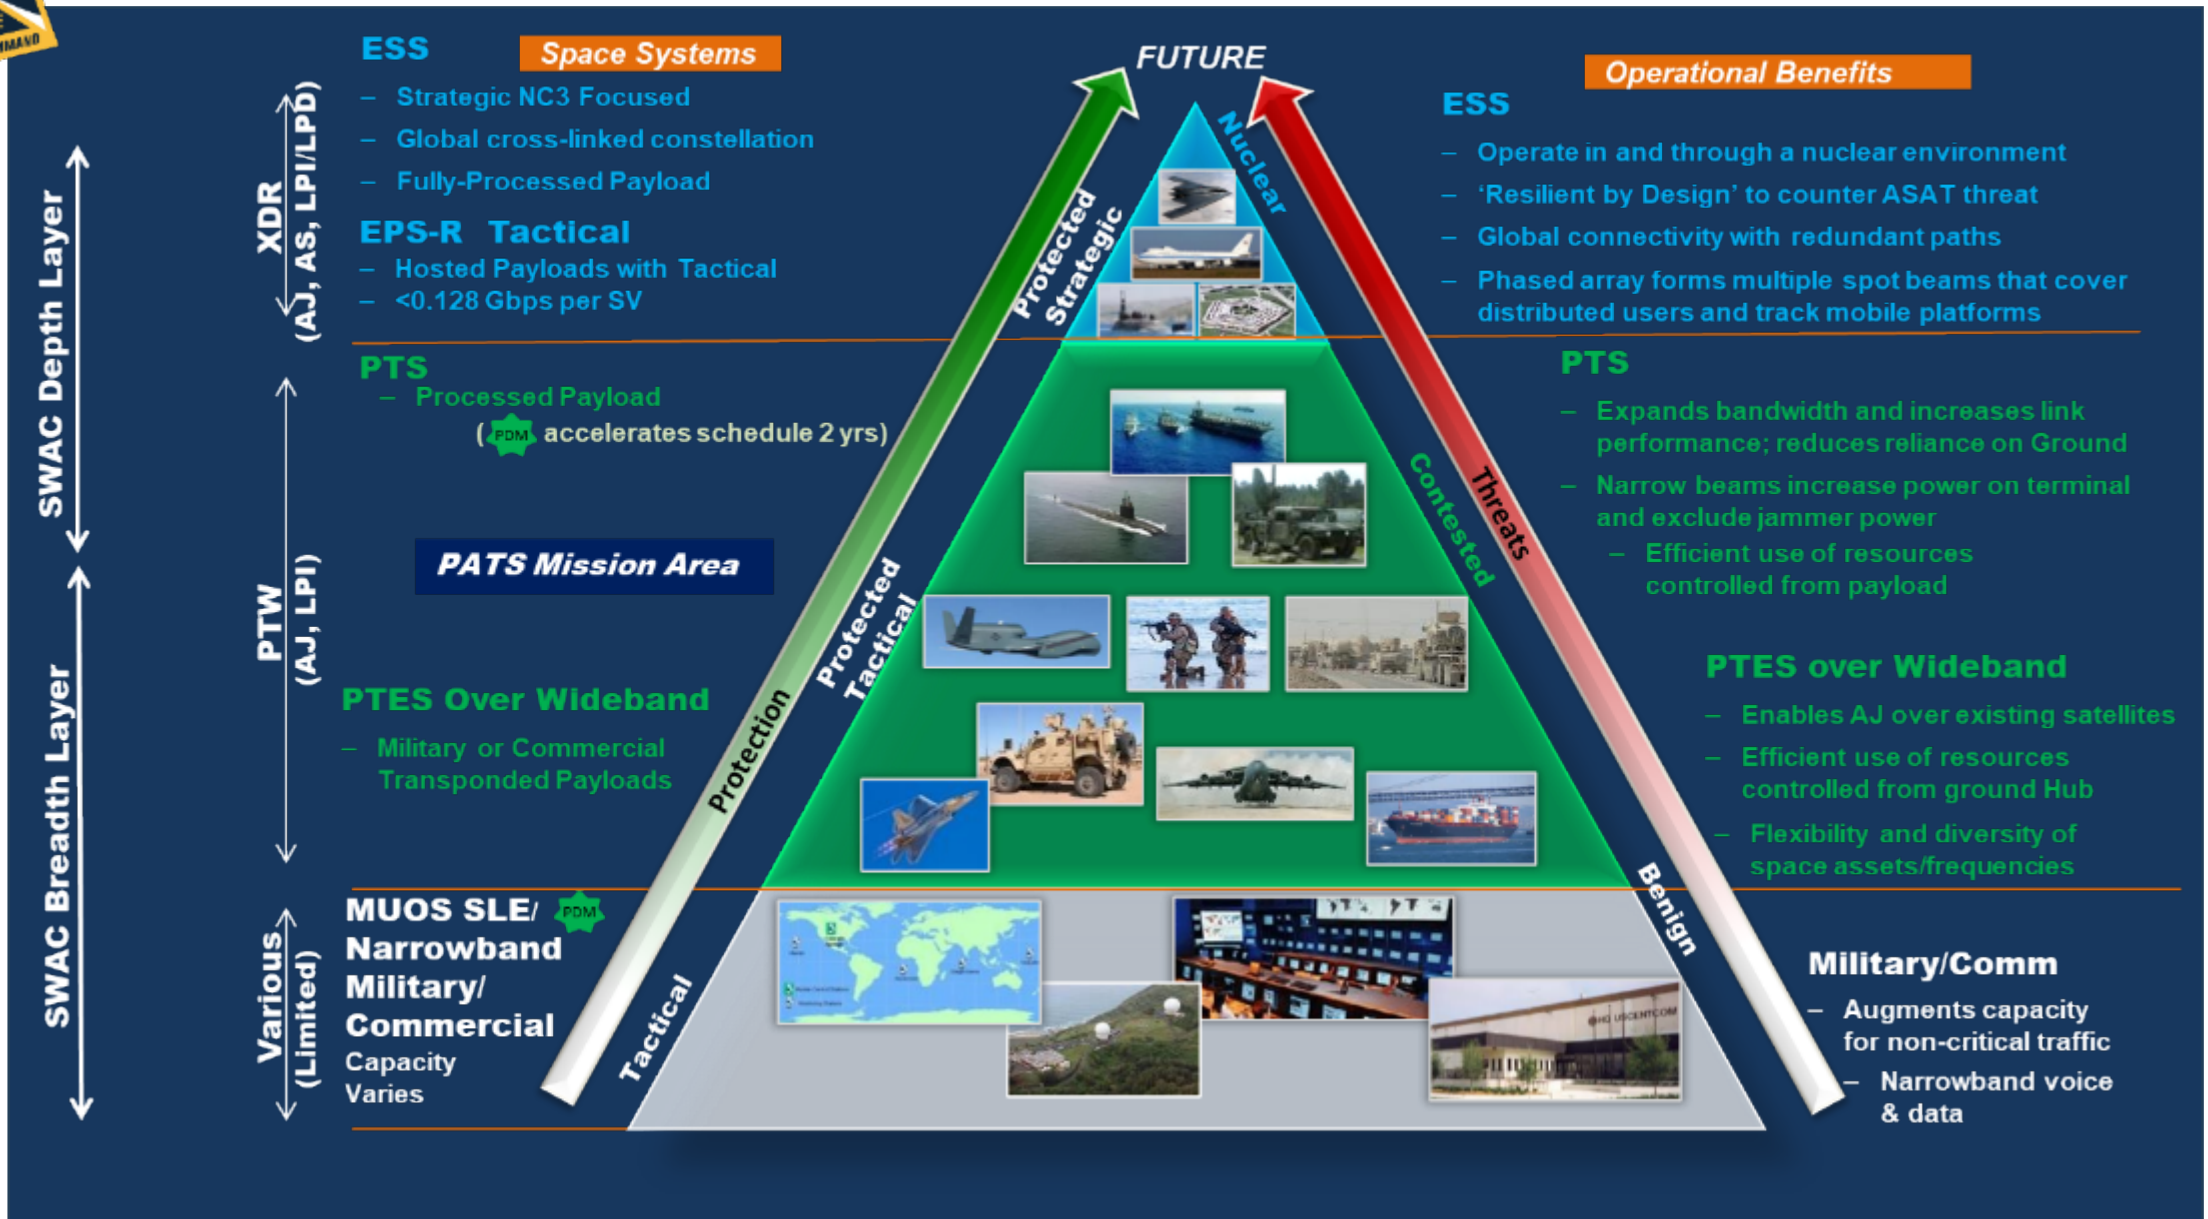 MMAND
ESS
Space Systems
– Strategic NC3 Focused
– Global cross-linked constellation
– Fully-Processed Payload
EPS-R Tactical
– Hosted Payloads with Tactical
– <0.128 Gbps per SV
PTS
– Processed Payload
( PDM accelerates schedule 2 yrs)
PATS Mission Area
PTES Over Wideband
– Military or Commercial
Transponded Payloads
MUOS SLE/ PDM
Narrowband
Military/
Commercial
Capacity
Varies
SWAC Depth Layer
SWAC Breadth Layer
XDR
(AJ, AS, LPI/LPD)
PTW
(AJ, LPI)
Various
(Limited)
FUTURE
Protection
Protected
Strategic
Protected
Tactical
Tactical
Nuclear
Contested
Benign
Threats
HQ USCENTCOM
Operational Benefits
ESS
– Operate in and through a nuclear environment
– ‘Resilient by Design’ to counter ASAT threat
– Global connectivity with redundant paths
– Phased array forms multiple spot beams that cover
distributed users and track mobile platforms
PTS
– Expands bandwidth and increases link
performance; reduces reliance on Ground
– Narrow beams increase power on terminal
and exclude jammer power
– Efficient use of resources
controlled from payload
PTES over Wideband
– Enables AJ over existing satellites
– Efficient use of resources
controlled from ground Hub
– Flexibility and diversity of
space assets/frequencies
Military/Comm
– Augments capacity
for non-critical traffic
– Narrowband voice
& data